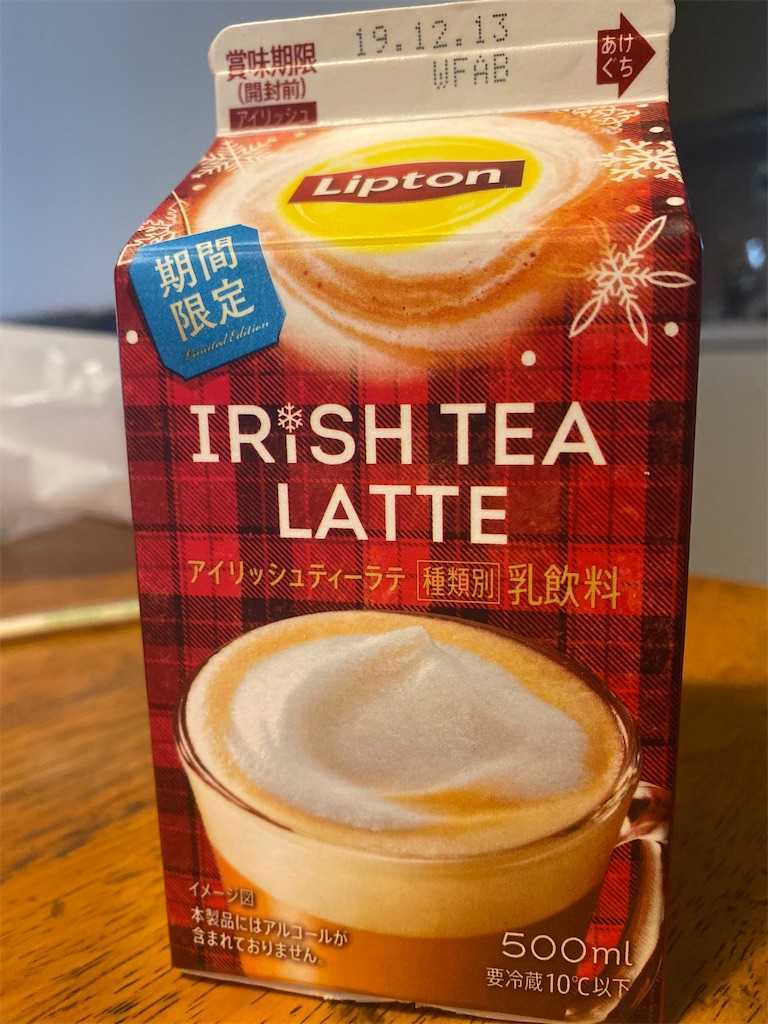 賞味期限
(開封前)
アイリッシュ
19.12.13
WFAB
あけ
ぐち
Lipton
期間
限定
Limited Edition
IRiSH TEA
LATTE
アイリッシュティーラテ 種類別 乳飲料
イメージ図
本製品にはアルコールが
含まれておりません。
500ml
要冷蔵10℃以下